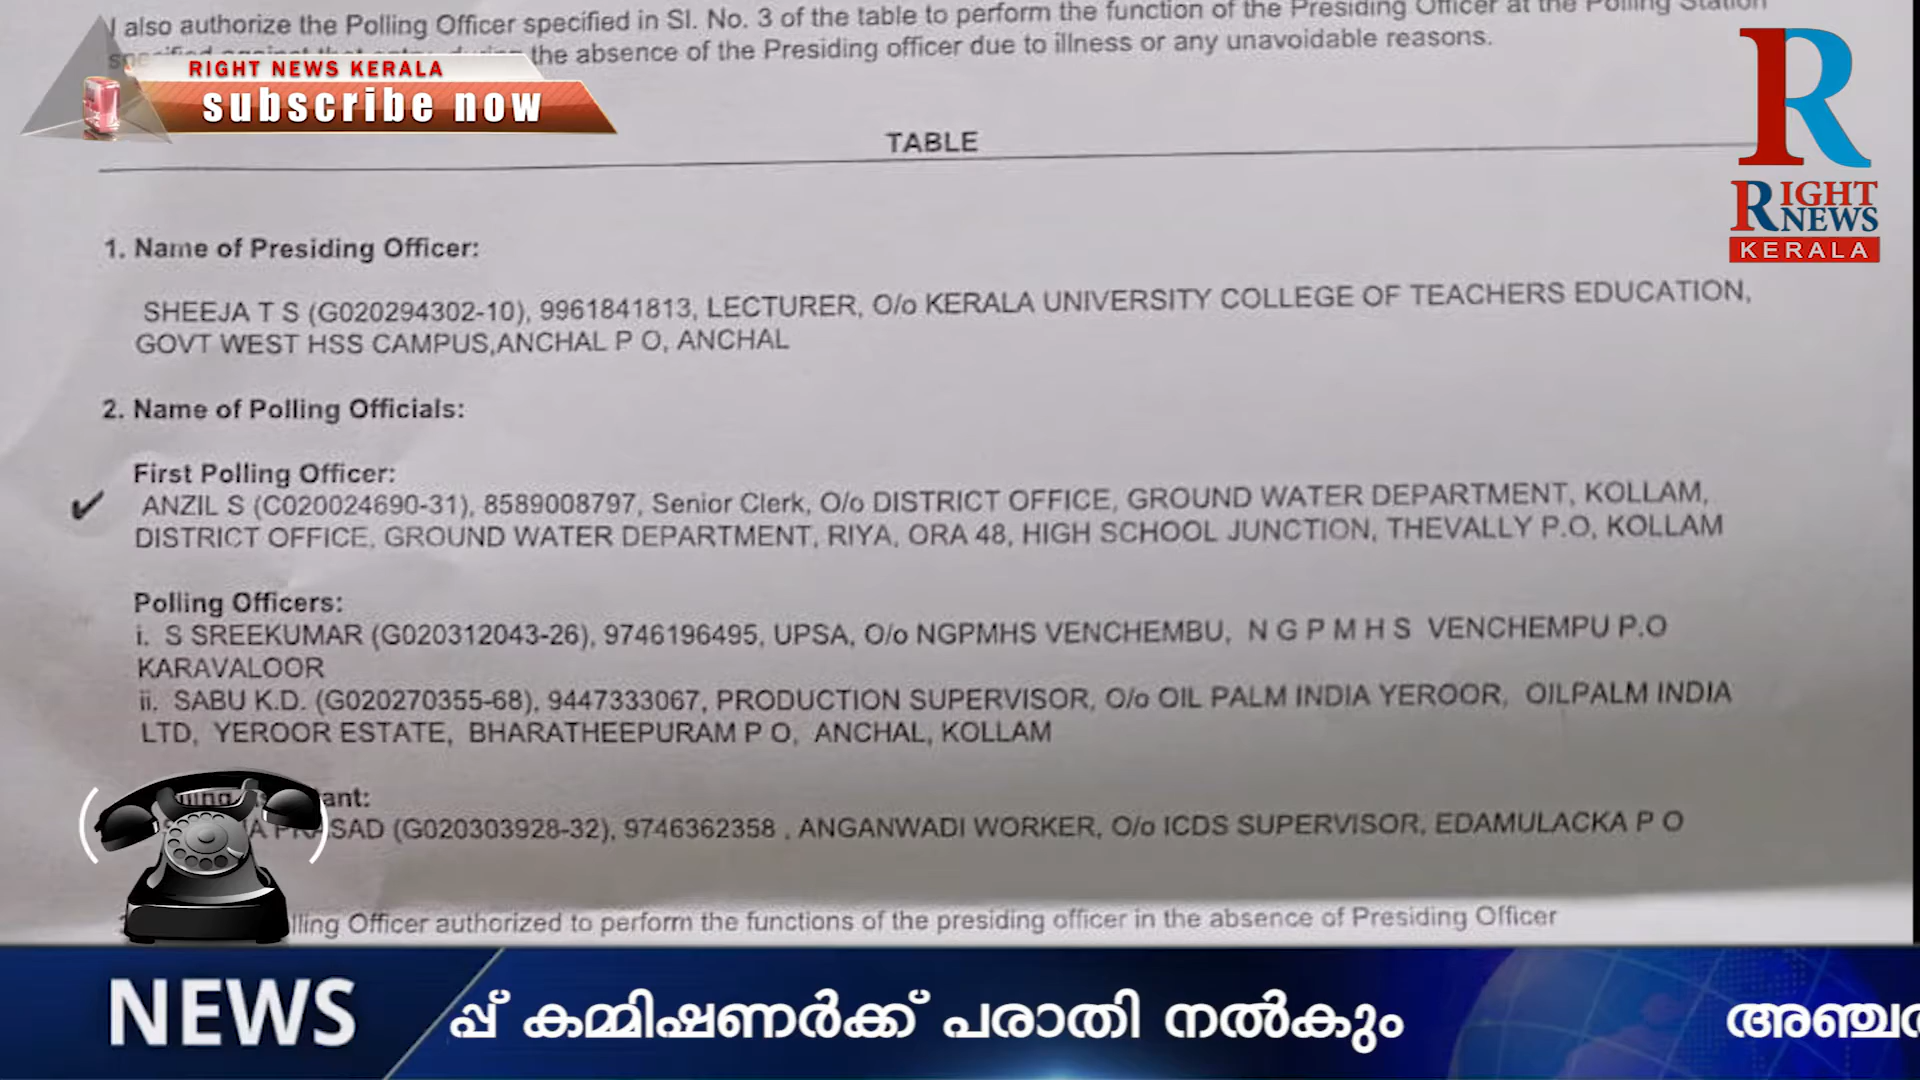 I also authorize the Polling Officer specified in SI. No. 3 of the table to perform the function of the Presiding Officer at the Polling Station
the absence of the Presiding officer due to illness or any unavoidable reasons.
RIGHT NEWS KERALA
subscribe now
R
RIGHT
NEWS
KERALA
TABLE
1. Name of Presiding Officer:
SHEEJA T S (G020294302-10), 9961841813, LECTURER, O/o KERALA UNIVERSITY COLLEGE OF TEACHERS EDUCATION,
GOVT WEST HSS CAMPUS,ANCHAL P O, ANCHAL
2. Name of Polling Officials:
First Polling Officer:
ANZIL S (C020024690-31), 8589008797, Senior Clerk, O/o DISTRICT OFFICE, GROUND WATER DEPARTMENT, KOLLAM,
DISTRICT OFFICE, GROUND WATER DEPARTMENT, RIYA, ORA 48, HIGH SCHOOL JUNCTION, THEVALLY P.O, KOLLAM
Polling Officers:
i. S SREEKUMAR (G020312043-26), 9746196495, UPSA, O/o NGPMHS VENCHEMBU, N G P M H S VENCHEMPU P.O
KARAVALOOR
ii. SABU K.D. (G020270355-68), 9447333067, PRODUCTION SUPERVISOR, O/o OIL PALM INDIA YEROOR, OILPALM INDIA
LTD, YEROOR ESTATE, BHARATHEEPURAM P O, ANCHAL, KOLLAM
PRASAD (G020303928-32), 9746362358 , ANGANWADI WORKER, O/o ICDS SUPERVISOR, EDAMULACKA P O
Officer authorized to perform the functions of the presiding officer in the absence of Presiding Officer
NEWS
പ്പ് കമ്മിഷണർക്ക് പരാതി നൽകും